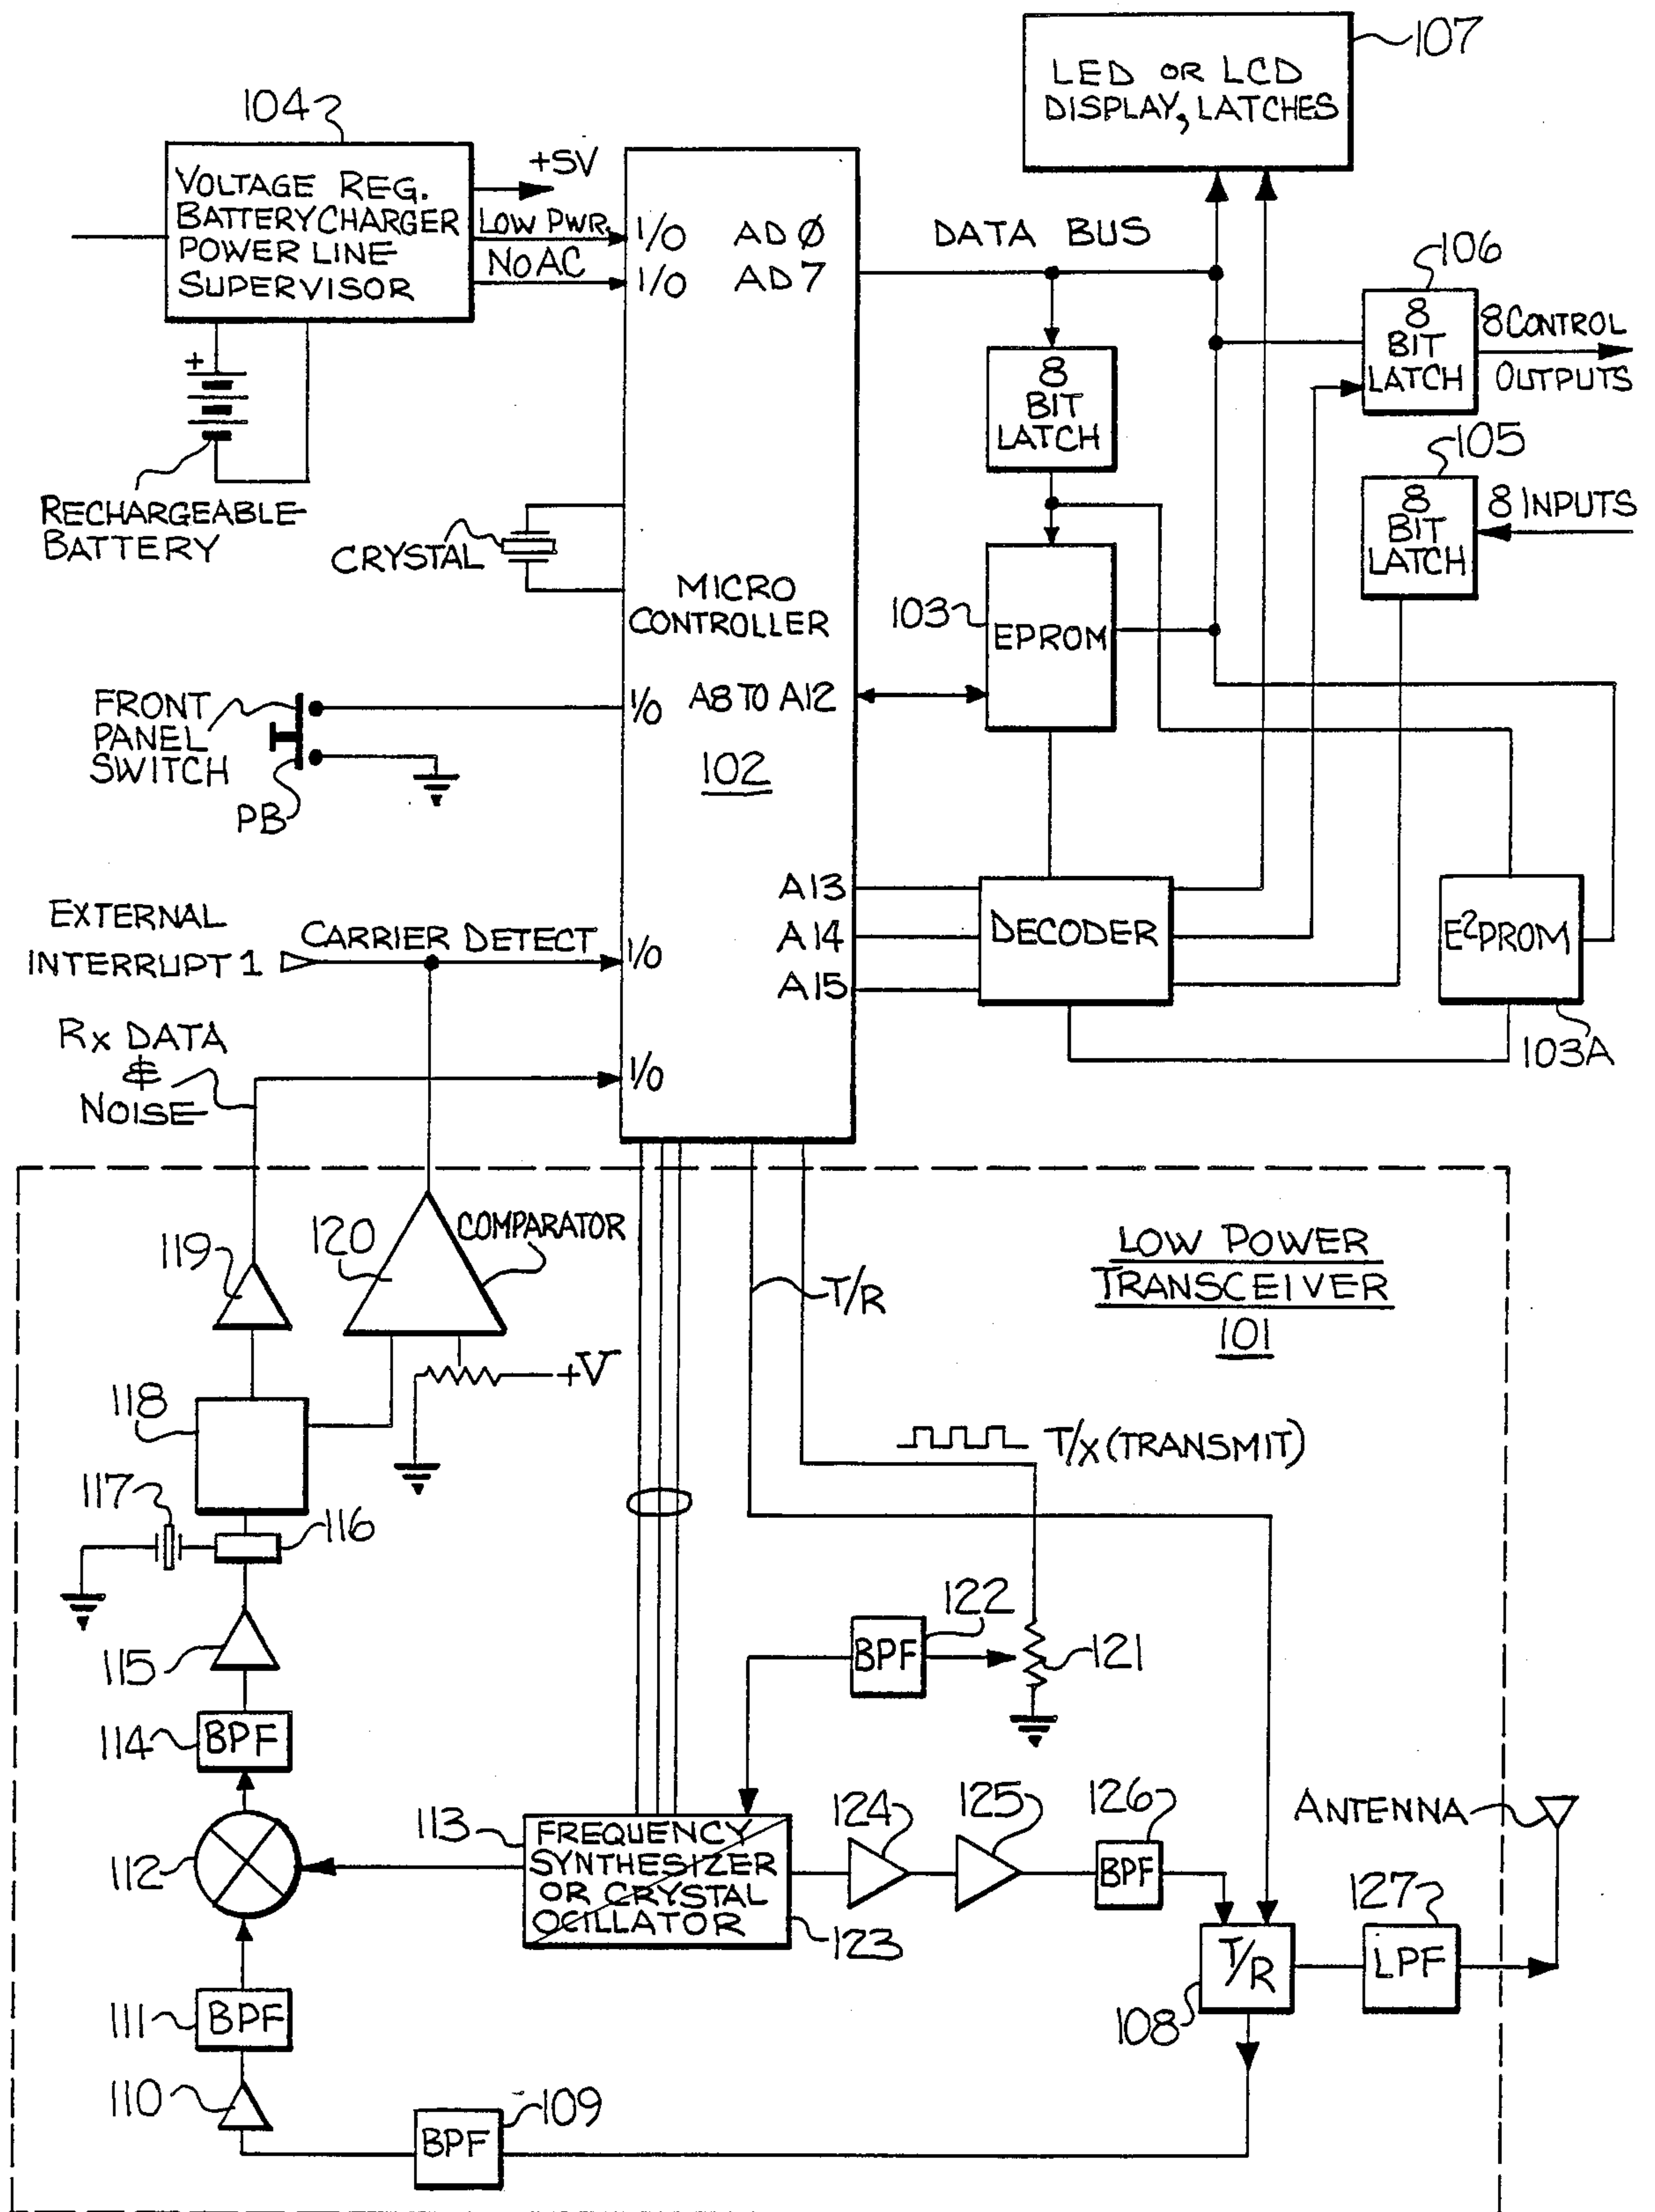 107
LED OR LCD
DISPLAY, LATCHES
104
VOLTAGE REG.
BATTERY CHARGER
POWER LINE
SUPERVISOR
+5V
LOW PWR.
NO AC
I/O
I/O
ADØ
AD7
DATA BUS
106
8
BIT
LATCH
8 CONTROL
OUTPUTS
8
BIT
LATCH
105
8
BIT
LATCH
8 INPUTS
+
RECHARGEABLE
BATTERY
CRYSTAL
MICRO
CONTROLLER
103
EPROM
FRONT
PANEL
SWITCH
PB
I/O
A8 TO A12
102
A13
A14
A15
DECODER
E²PROM
103A
EXTERNAL
INTERRUPT 1
CARRIER DETECT
I/O
RX DATA
&
NOISE
I/O
119
120
COMPARATOR
T/R
LOW POWER
TRANSCEIVER
101
+V
118
T/X (TRANSMIT)
117
116
122
BPF
121
115
114
BPF
112
113
FREQUENCY
SYNTHESIZER
OR CRYSTAL
OCILLATOR
123
124
125
126
BPF
ANTENNA
127
LPF
T/R
108
111
BPF
110
109
BPF